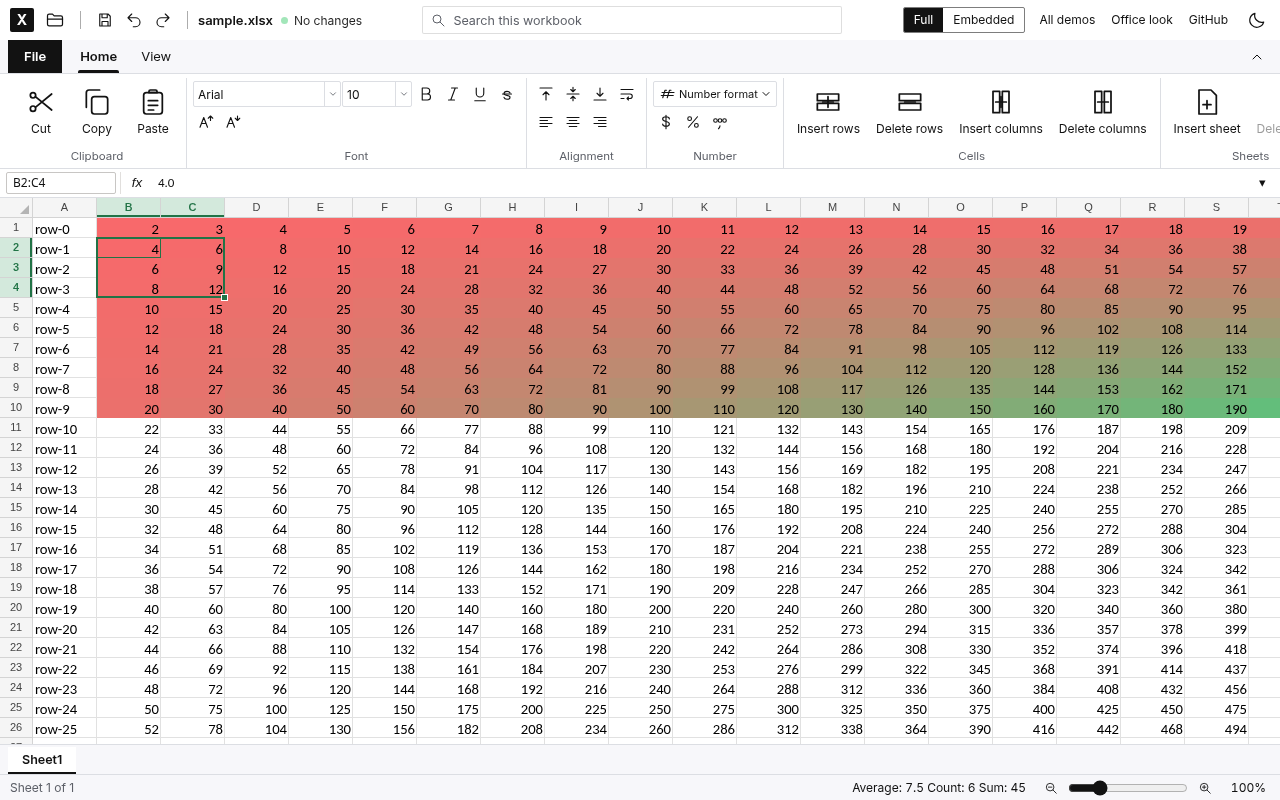 X sample.xlsx No changes Search this workbook Full Embedded All demos Office look GitHub
File Home View
Arial 10 Number format
Cut Copy Paste Insert rows Delete rows Insert columns Delete columns Insert sheet
Clipboard Font Alignment Number Cells Sheets
B2:C4 fx 4.0
A B C D E F G H I J K L M N O P Q R S
1 row-0 2 3 4 5 6 7 8 9 10 11 12 13 14 15 16 17 18 19
2 row-1 4 6 8 10 12 14 16 18 20 22 24 26 28 30 32 34 36 38
3 row-2 6 9 12 15 18 21 24 27 30 33 36 39 42 45 48 51 54 57
4 row-3 8 12 16 20 24 28 32 36 40 44 48 52 56 60 64 68 72 76
5 row-4 10 15 20 25 30 35 40 45 50 55 60 65 70 75 80 85 90 95
6 row-5 12 18 24 30 36 42 48 54 60 66 72 78 84 90 96 102 108 114
7 row-6 14 21 28 35 42 49 56 63 70 77 84 91 98 105 112 119 126 133
8 row-7 16 24 32 40 48 56 64 72 80 88 96 104 112 120 128 136 144 152
9 row-8 18 27 36 45 54 63 72 81 90 99 108 117 126 135 144 153 162 171
10 row-9 20 30 40 50 60 70 80 90 100 110 120 130 140 150 160 170 180 190
11 row-10 22 33 44 55 66 77 88 99 110 121 132 143 154 165 176 187 198 209
12 row-11 24 36 48 60 72 84 96 108 120 132 144 156 168 180 192 204 216 228
13 row-12 26 39 52 65 78 91 104 117 130 143 156 169 182 195 208 221 234 247
14 row-13 28 42 56 70 84 98 112 126 140 154 168 182 196 210 224 238 252 266
15 row-14 30 45 60 75 90 105 120 135 150 165 180 195 210 225 240 255 270 285
16 row-15 32 48 64 80 96 112 128 144 160 176 192 208 224 240 256 272 288 304
17 row-16 34 51 68 85 102 119 136 153 170 187 204 221 238 255 272 289 306 323
18 row-17 36 54 72 90 108 126 144 162 180 198 216 234 252 270 288 306 324 342
19 row-18 38 57 76 95 114 133 152 171 190 209 228 247 266 285 304 323 342 361
20 row-19 40 60 80 100 120 140 160 180 200 220 240 260 280 300 320 340 360 380
21 row-20 42 63 84 105 126 147 168 189 210 231 252 273 294 315 336 357 378 399
22 row-21 44 66 88 110 132 154 176 198 220 242 264 286 308 330 352 374 396 418
23 row-22 46 69 92 115 138 161 184 207 230 253 276 299 322 345 368 391 414 437
24 row-23 48 72 96 120 144 168 192 216 240 264 288 312 336 360 384 408 432 456
25 row-24 50 75 100 125 150 175 200 225 250 275 300 325 350 375 400 425 450 475
26 row-25 52 78 104 130 156 182 208 234 260 286 312 338 364 390 416 442 468 494
Sheet1
Sheet 1 of 1 Average: 7.5 Count: 6 Sum: 45 100%